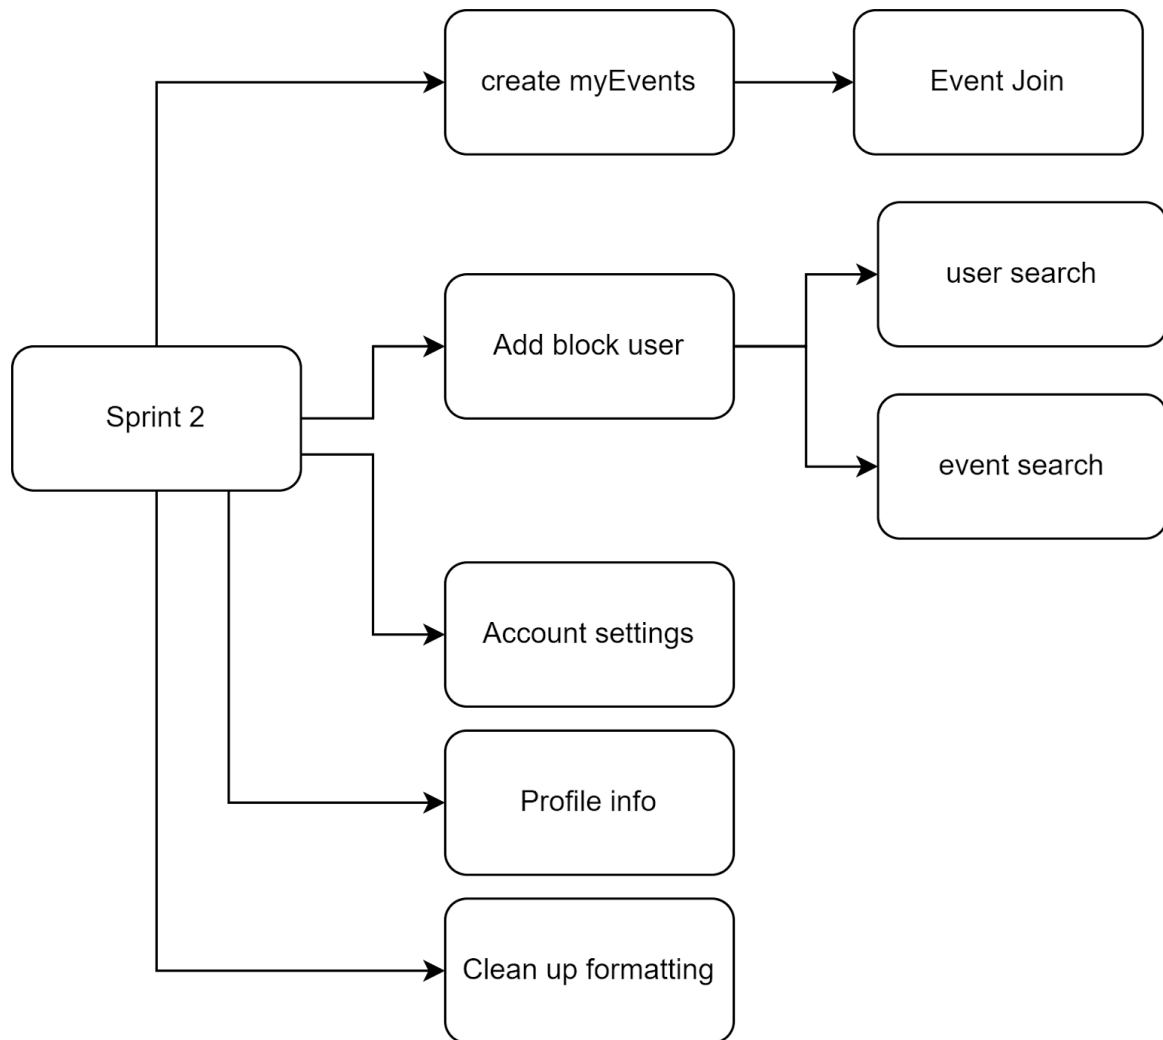 create myEvents
Event Join
user search
Add block user
Sprint 2
event search
Account settings
Profile info
Clean up formatting